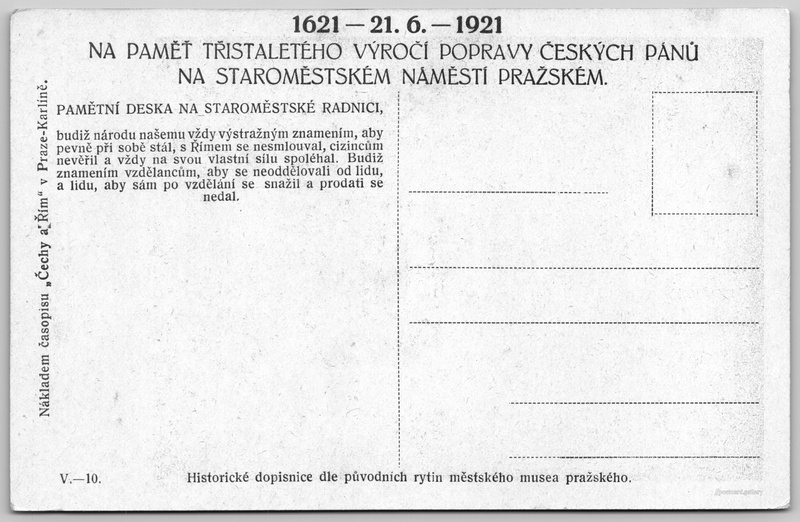 1621 — 21. 6. — 1921
NA PAMĚŤ TŘISTALETÉHO VÝROČÍ POPRAVY ČESKÝCH PÁNŮ
NA STAROMĚSTSKÉM NÁMĚSTÍ PRAŽSKÉM.
PAMĚTNÍ DESKA NA STAROMĚSTSKÉ RADNICI,
budiž národu našemu vždy výstražným znamením, aby
pevně při sobě stál, s Římem se nesmlouval, cizincům
nevěřil a vždy na svou vlastní sílu spoléhal. Budiž
znamením vzdělancům, aby se neoddělovali od lidu,
a lidu, aby sám po vzdělání se snažil a prodati se
nedal.
Nákladem časopisu „Čechy a Řím“ v Praze-Karlíně.
V.—10.
Historické dopisnice dle původních rytin městského musea pražského.